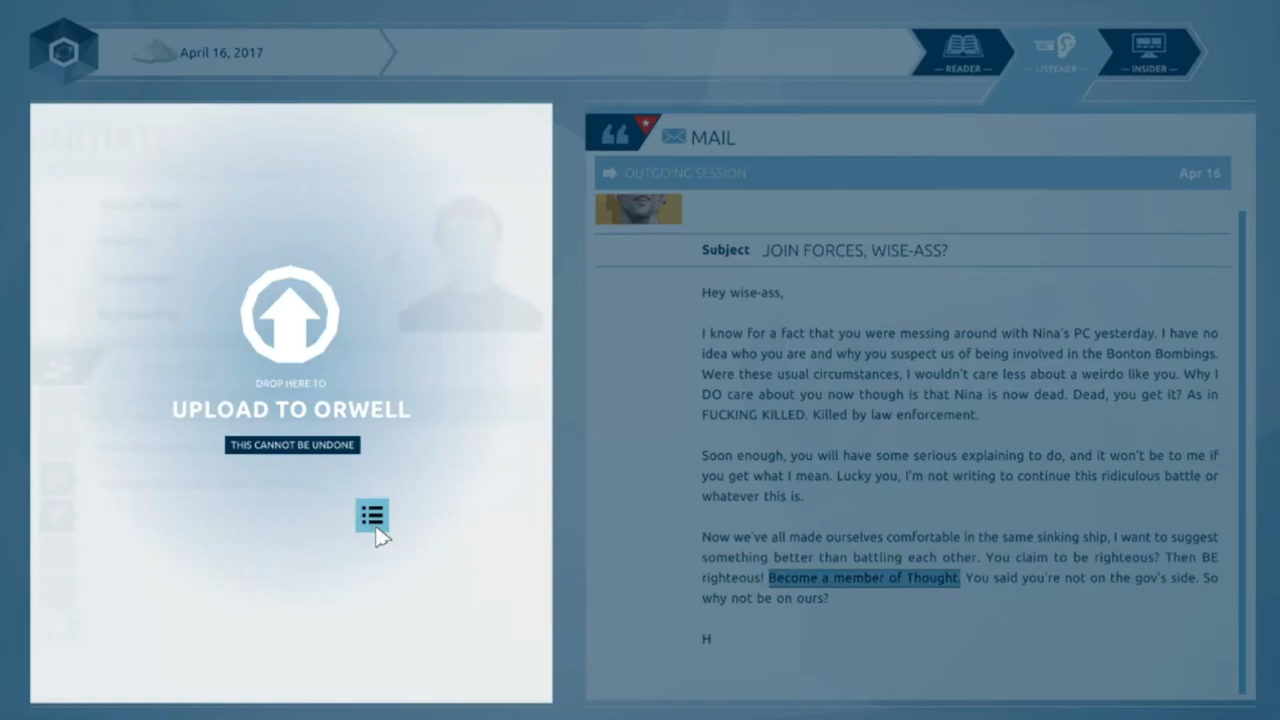 April 16, 2017
— READER —
— LISTENER —
— INSIDER —
INITIATE
DROP HERE TO
UPLOAD TO ORWELL
THIS CANNOT BE UNDONE
MAIL
OUTGOING SESSION
Apr 16
Subject JOIN FORCES, WISE-ASS?
Hey wise-ass,
I know for a fact that you were messing around with Nina's PC yesterday. I have no
idea who you are and why you suspect us of being involved in the Bonton Bombings.
Were these usual circumstances, I wouldn't care less about a weirdo like you. Why I
DO care about you now though is that Nina is now dead. Dead, you get it? As in
FUCKING KILLED. Killed by law enforcement.
Soon enough, you will have some serious explaining to do, and it won't be to me if
you get what I mean. Lucky you, I'm not writing to continue this ridiculous battle or
whatever this is.
Now we've all made ourselves comfortable in the same sinking ship, I want to suggest
something better than battling each other. You claim to be righteous? Then BE
righteous! Become a member of Thought. You said you're not on the gov's side. So
why not be on ours?
H